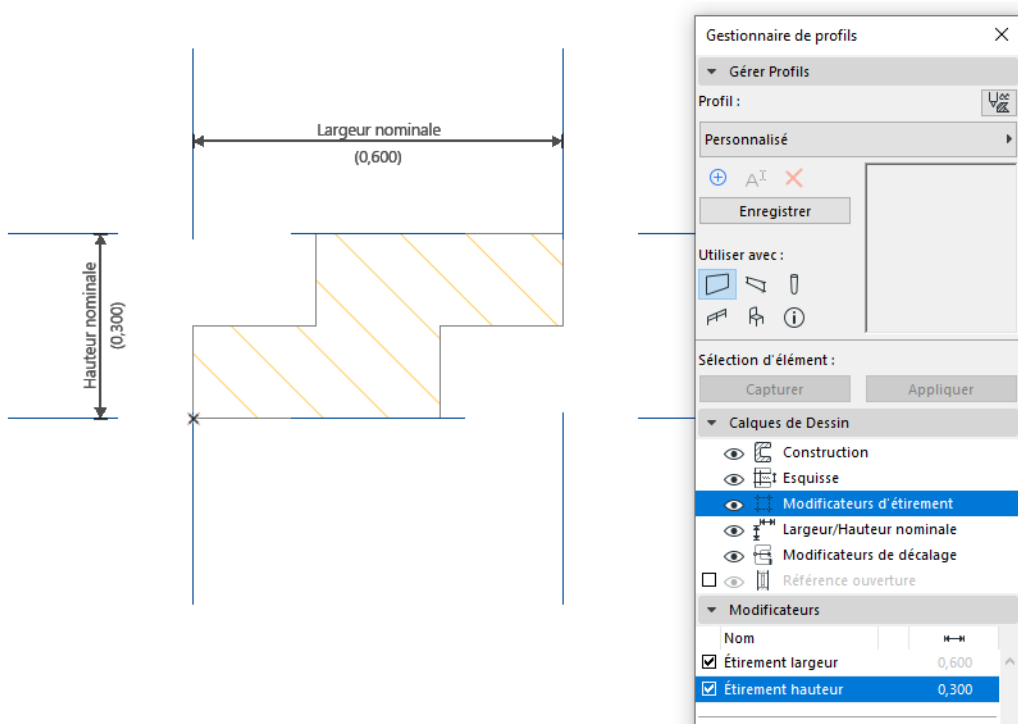 Largeur nominale
(0,600)
Hauteur nominale
(0,300)
Gestionnaire de profils
Gérer Profils
Profil :
Personnalisé
Enregistrer
Utiliser avec :
Sélection d'élément :
Capturer
Appliquer
Calques de Dessin
Construction
Esquisse
Modificateurs d'étirement
Largeur/Hauteur nominale
Modificateurs de décalage
Référence ouverture
Modificateurs
Nom
Étirement largeur 0,600
Étirement hauteur 0,300